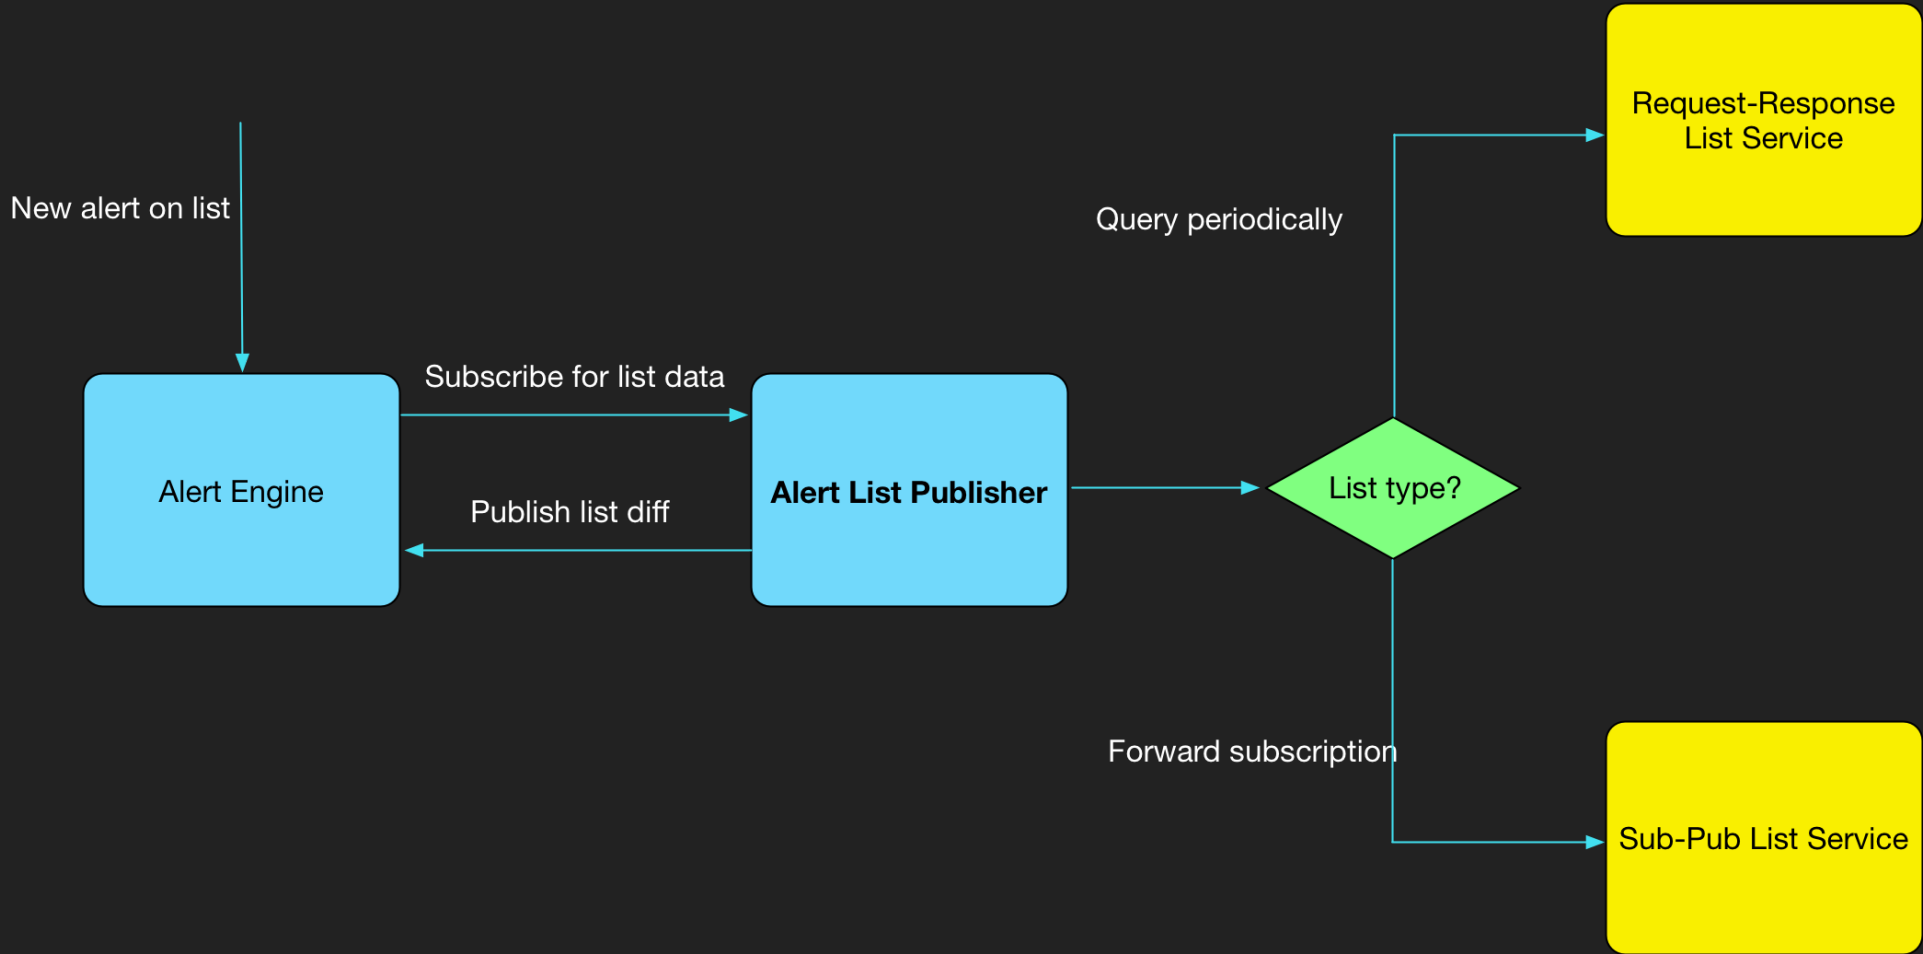 Request-Response
List Service
New alert on list
Query periodically
Subscribe for list data
Alert Engine
Publish list diff
Alert List Publisher
List type?
Forward subscription
Sub-Pub List Service